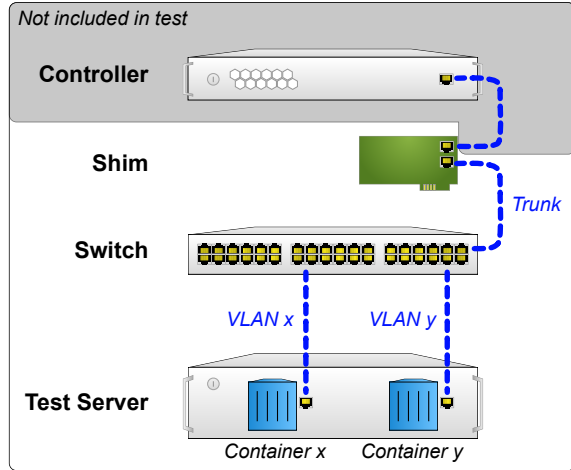 Not included in test
Controller
Shim
Trunk
Switch
VLAN x
VLAN y
Test Server
Container x
Container y